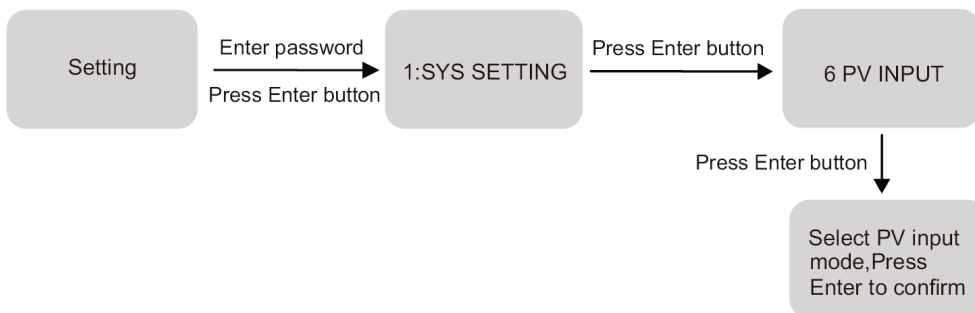 Setting
Enter password
Press Enter button
1:SYS SETTING
Press Enter button
6 PV INPUT
Press Enter button
Select PV input
mode,Press
Enter to confirm